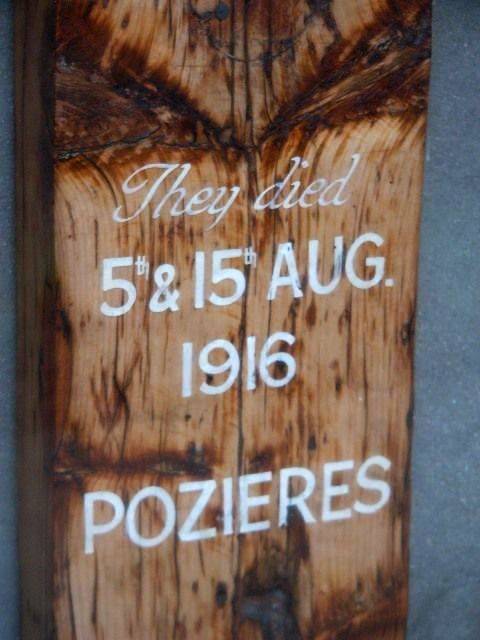 They died
5th & 15th AUG.
1916
POZIERES